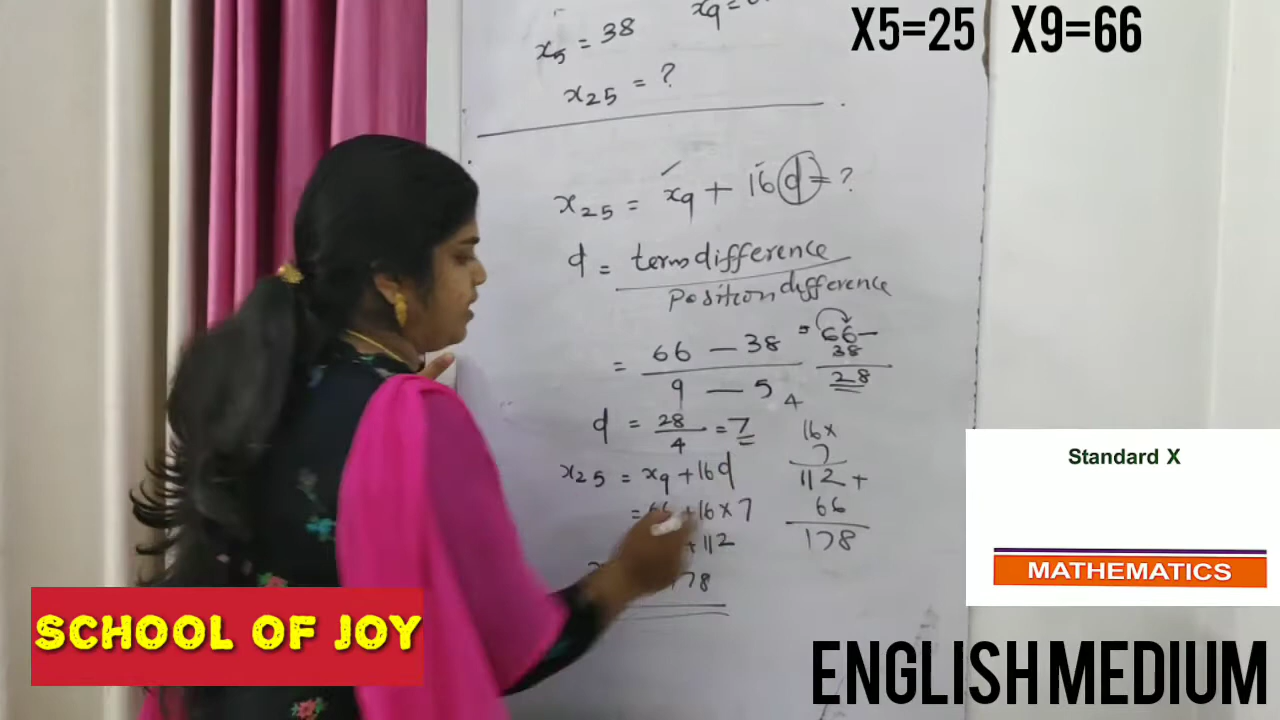 X5=25 X9=66
x5 = 38
x9 =
x25 = ?
x25 = x9 + 16 d = ?
d = term difference
position difference
= 66 — 38 = 66 —
9 — 5 4
38
28
d = 28 = 7
4
16 ×
7
x25 = x9 + 16d
112 +
= 66 + 16 × 7
66
+ 112
178
178
Standard X
MATHEMATICS
SCHOOL OF JOY
ENGLISH MEDIUM